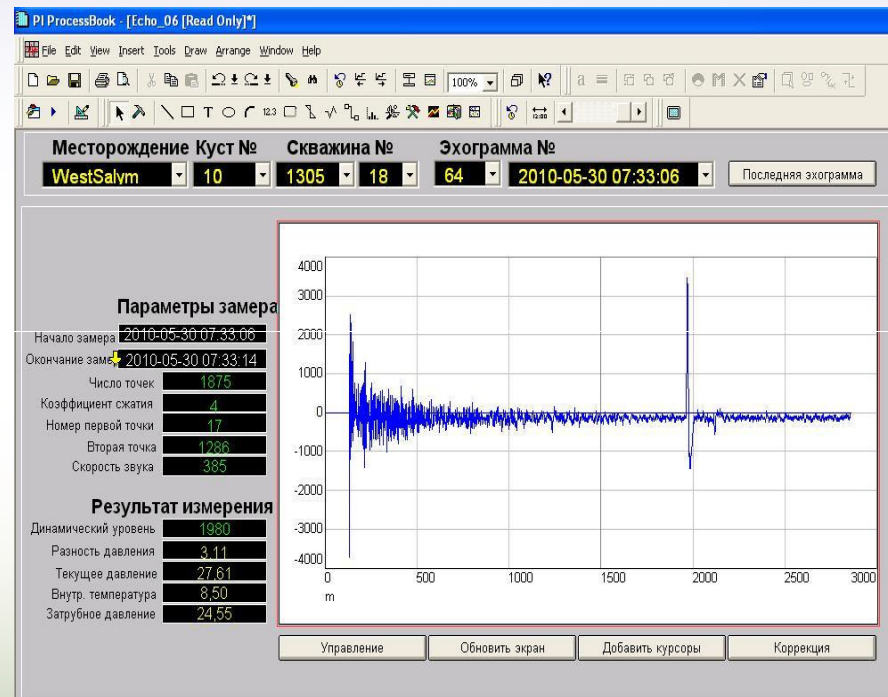 PI ProcessBook - [Echo_06 [Read Only]*]
File Edit View Insert Tools Draw Arrange Window Help
100%
a M X
T 123
12:00
Месторождение Куст № Скважина № Эхограмма №
WestSalym 10 1305 18 64 2010-05-30 07:33:06 Последняя эхограмма
Параметры замера
Начало замера 2010-05-30 07:33:06
Окончание заме 2010-05-30 07:33:14
Число точек 1875
Коэффициент сжатия 4
Номер первой точки 17
Вторая точка 1286
Скорость звука 385
Результат измерения
Динамический уровень 1980
Разность давления 3,11
Текущее давление 27,61
Внутр. температура 8,50
Затрубное давление 24,55
4000
3000
2000
1000
0
-1000
-2000
-3000
-4000
0 500 1000 1500 2000 2500 3000
m
Управление Обновить экран Добавить курсоры Коррекция